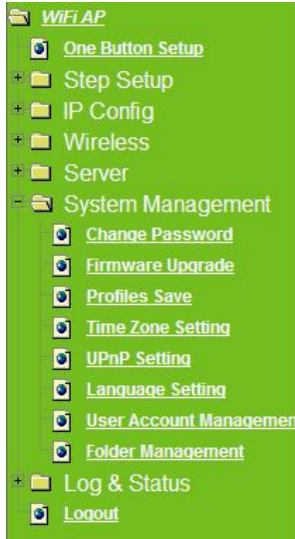 WiFi AP
One Button Setup
Step Setup
IP Config
Wireless
Server
System Management
Change Password
Firmware Upgrade
Profiles Save
Time Zone Setting
UPnP Setting
Language Setting
User Account Managemen
Folder Management
Log & Status
Logout